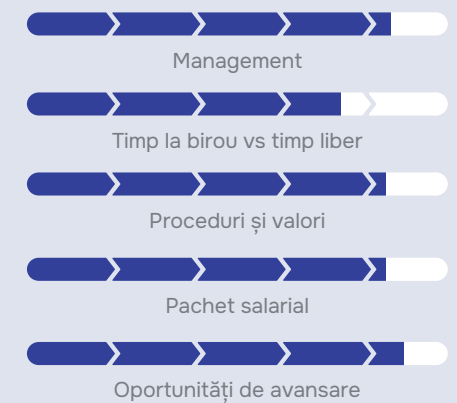 Management
Timp la birou vs timp liber
Proceduri și valori
Pachet salarial
Oportunități de avansare